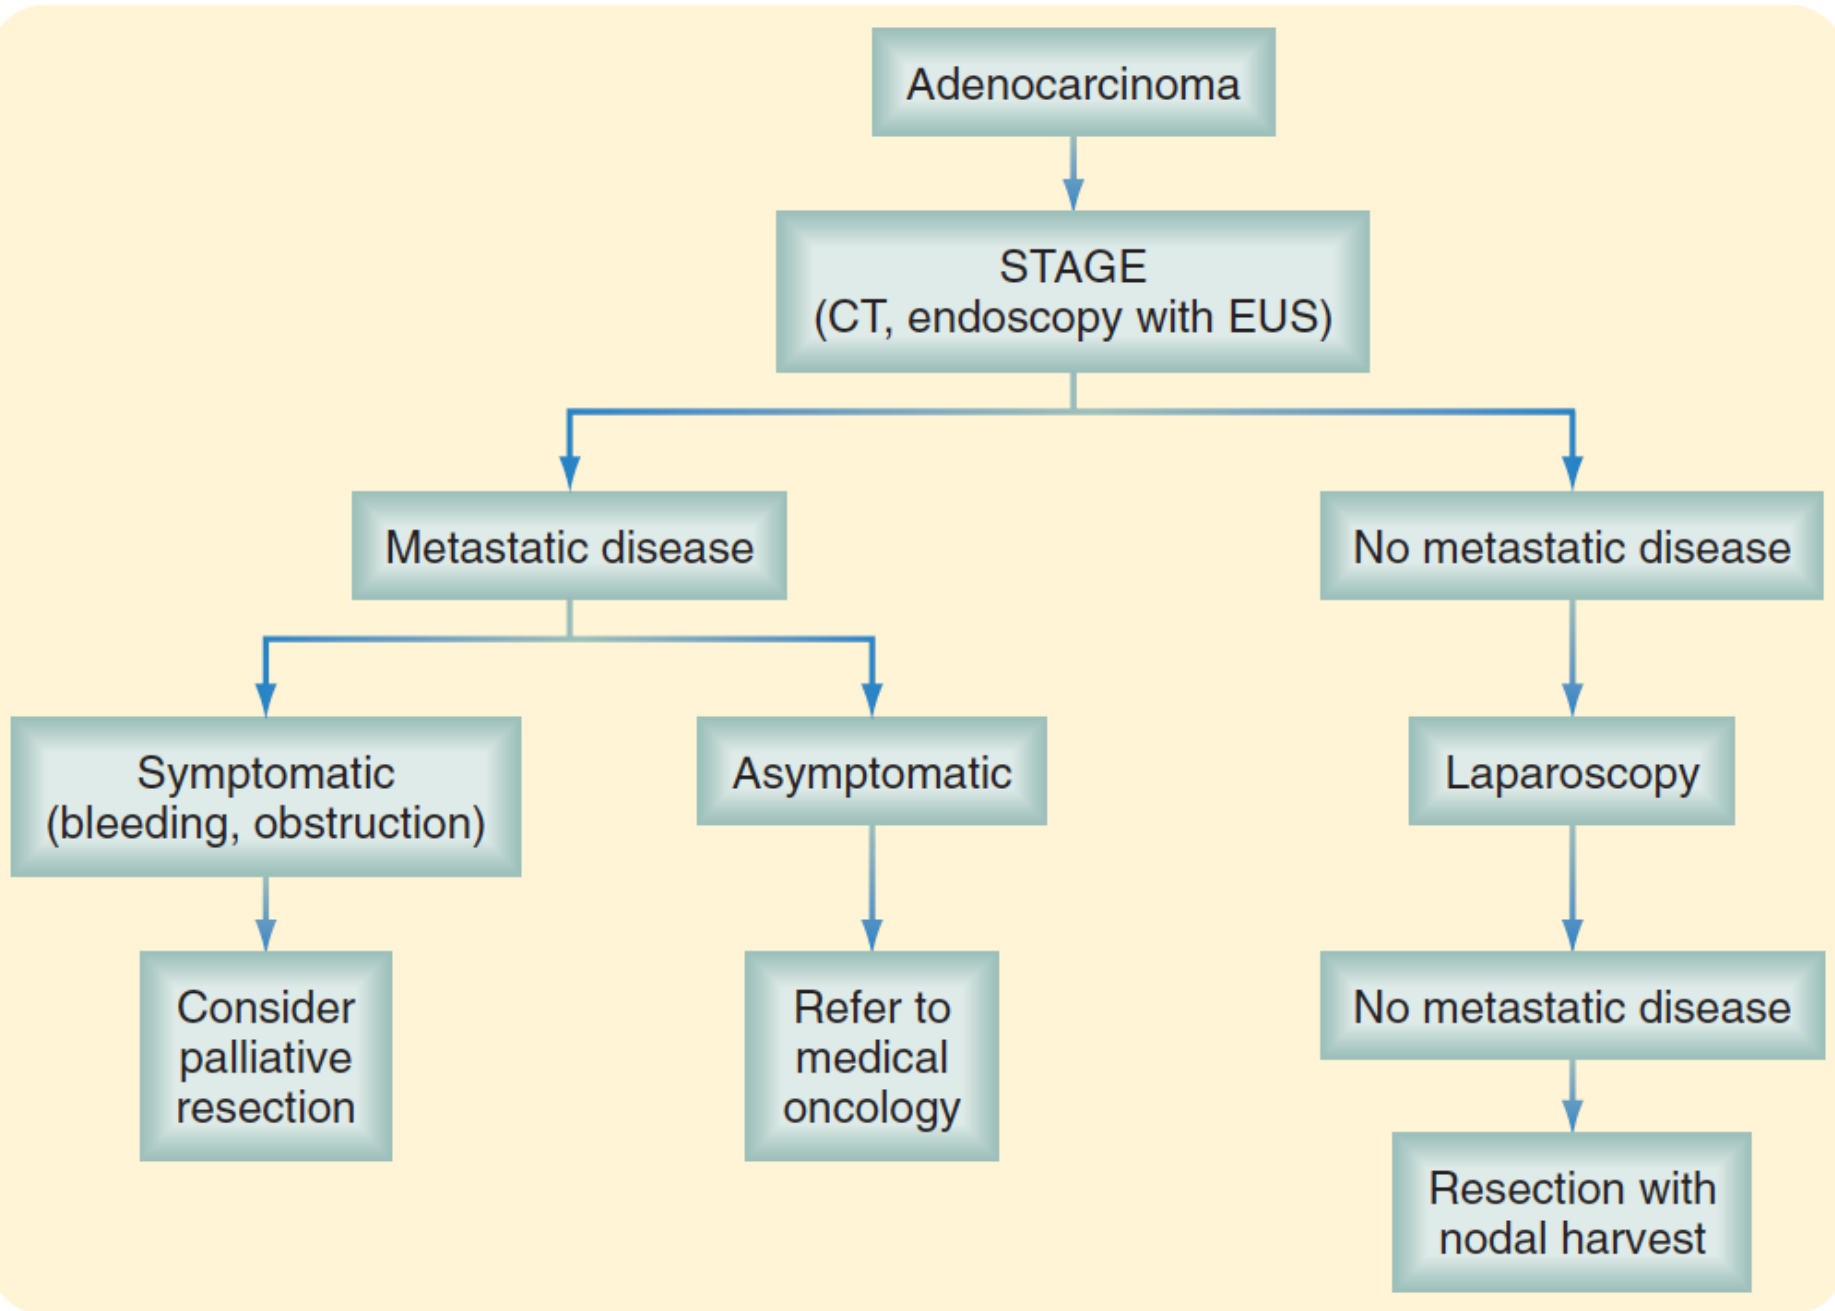 Adenocarcinoma
STAGE
(CT, endoscopy with EUS)
Metastatic disease
No metastatic disease
Symptomatic
(bleeding, obstruction)
Asymptomatic
Laparoscopy
Consider
palliative
resection
Refer to
medical
oncology
No metastatic disease
Resection with
nodal harvest